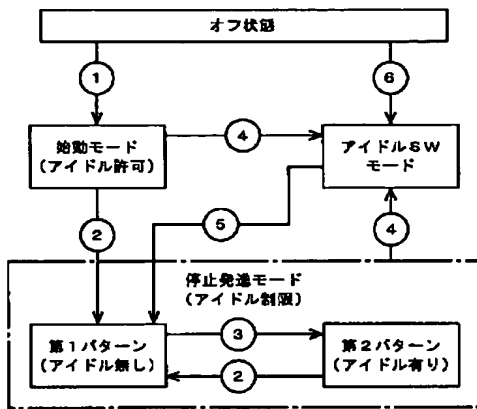 オフ状態
1
6
始動モード
(アイドル許可)
4
アイドルSW
モード
2
5
4
停止発進モード
(アイドル制限)
第1パターン
(アイドル無し)
3
2
第2パターン
(アイドル有り)